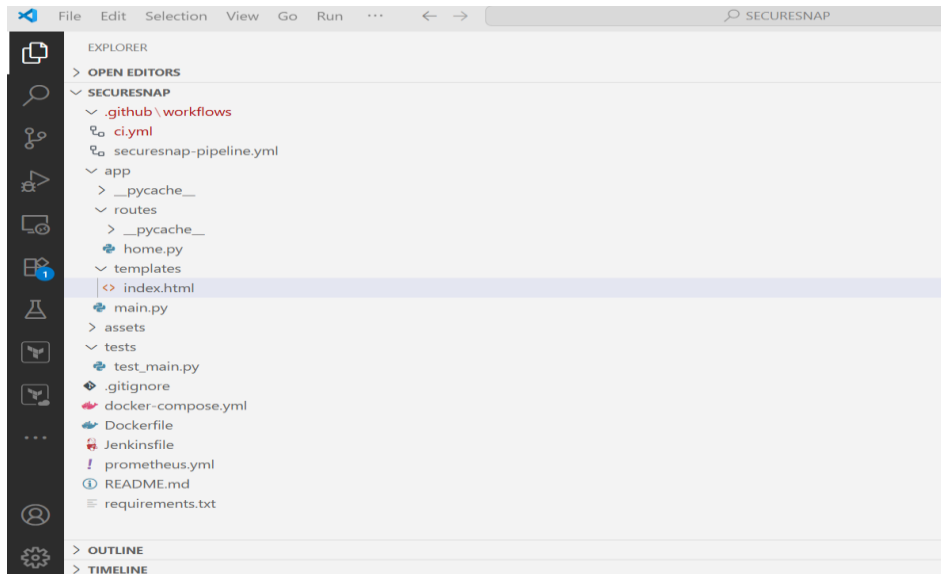 File Edit Selection View Go Run ··· ← → SECURESNAP
EXPLORER
> OPEN EDITORS
SECURESNAP
.github\workflows
ci.yml
securesnap-pipeline.yml
app
> __pycache__
routes
> __pycache__
home.py
templates
<> index.html
main.py
> assets
tests
test_main.py
.gitignore
docker-compose.yml
Dockerfile
Jenkinsfile
! prometheus.yml
README.md
requirements.txt
1
> OUTLINE
> TIMELINE